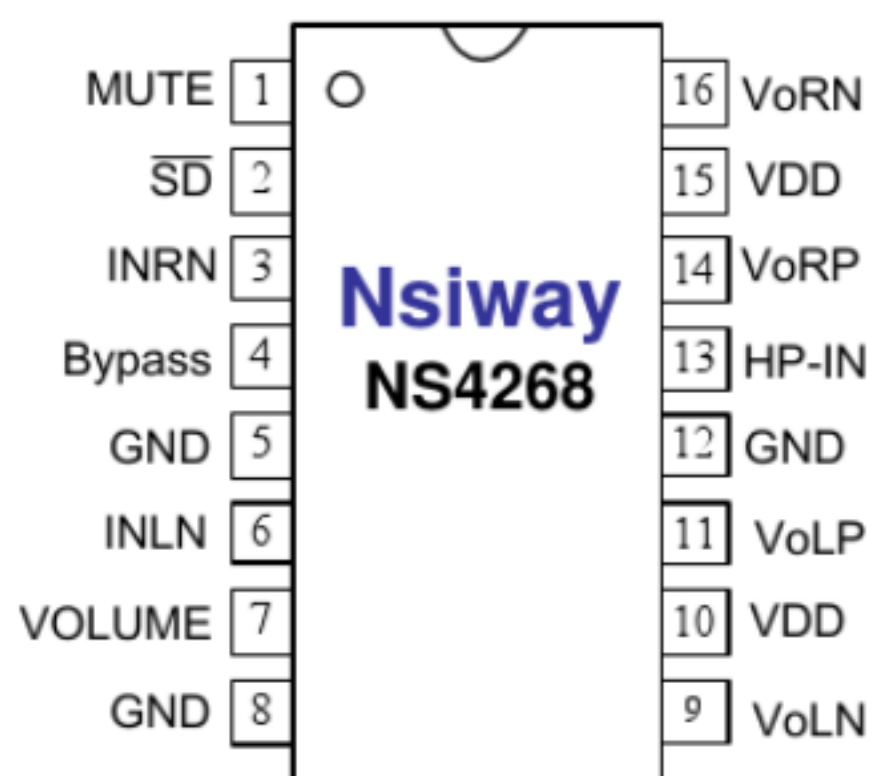 MUTE 1 16 VoRN
S̅D̅ 2 15 VDD
INRN 3 14 VoRP
Nsiway
Bypass 4 13 HP-IN
NS4268
GND 5 12 GND
INLN 6 11 VoLP
VOLUME 7 10 VDD
GND 8 9 VoLN